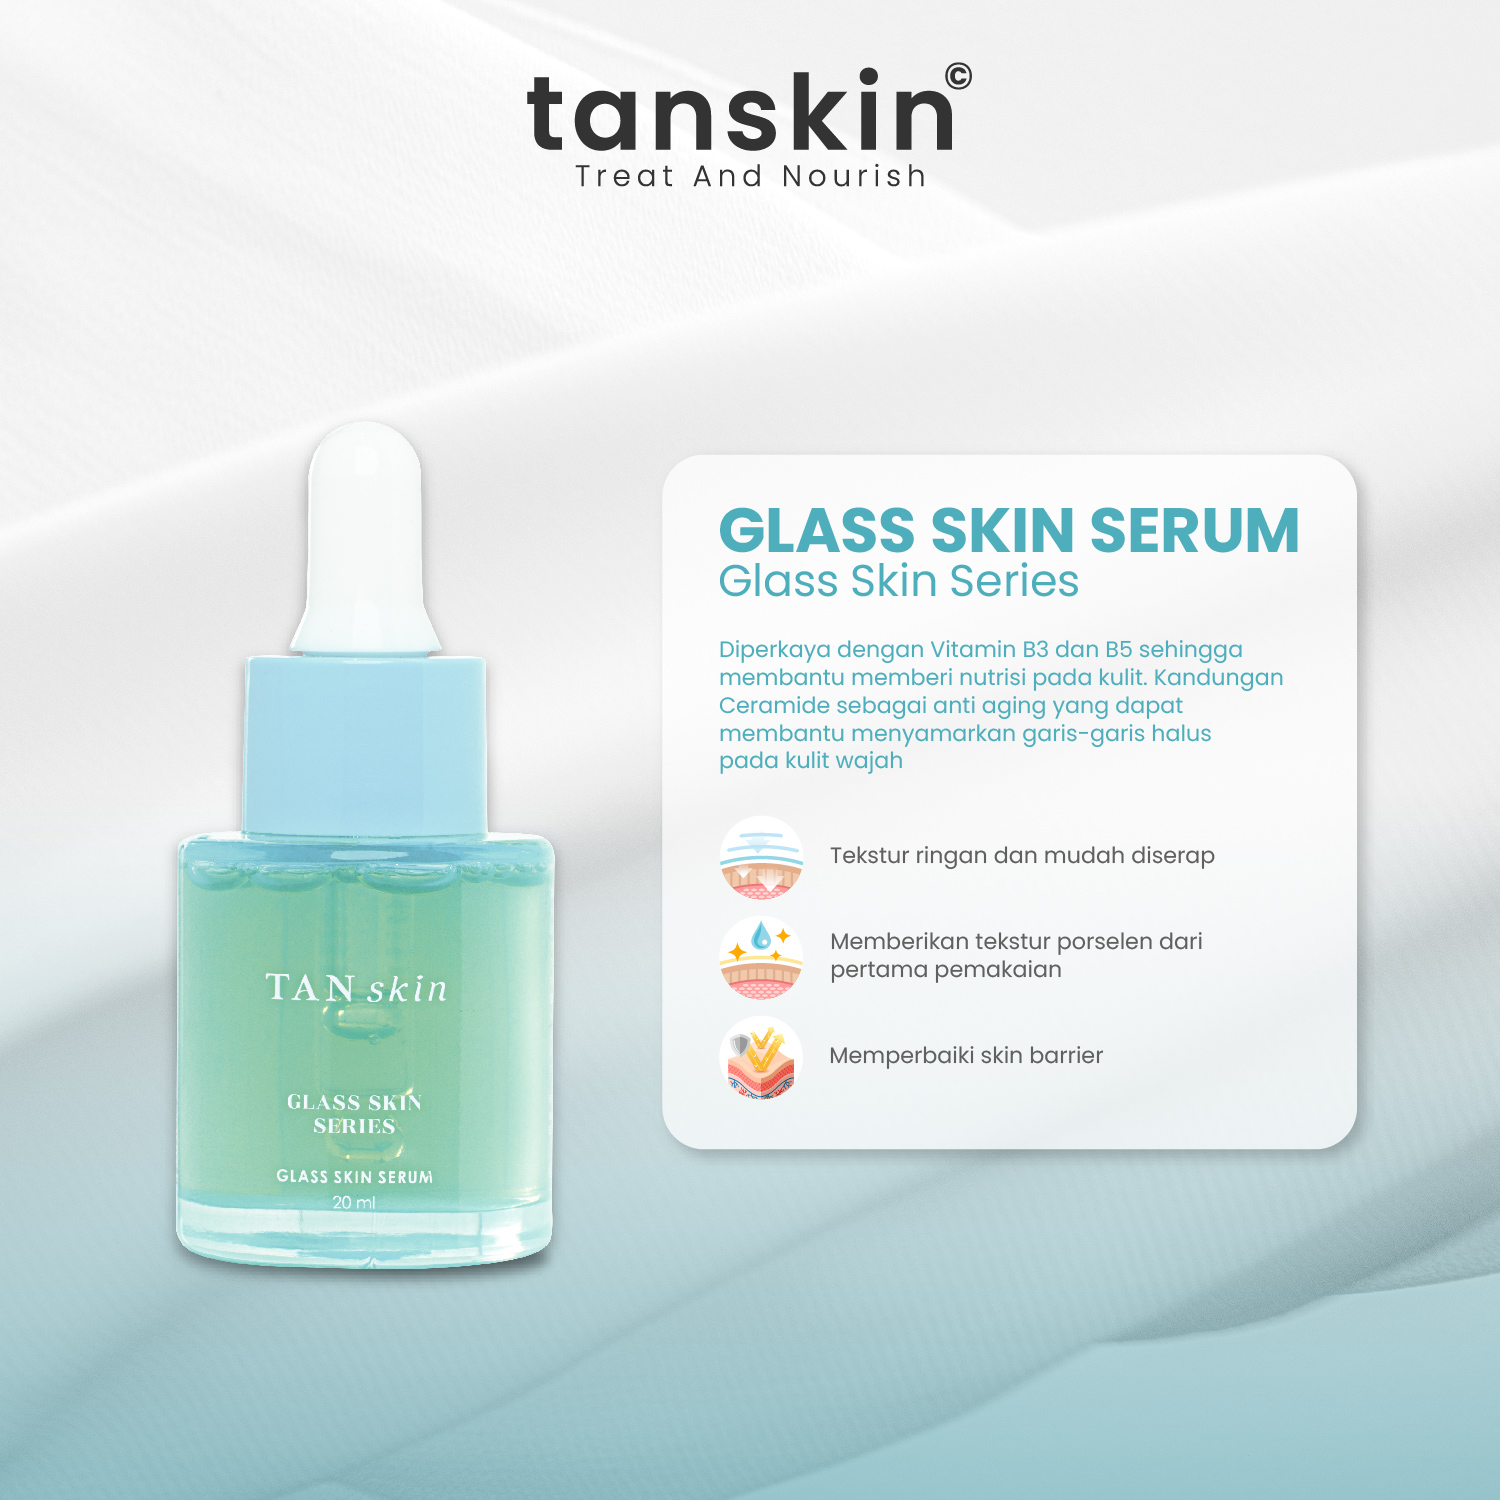 tanskin©
Treat And Nourish
GLASS SKIN SERUM
Glass Skin Series
Diperkaya dengan Vitamin B3 dan B5 sehingga
membantu memberi nutrisi pada kulit. Kandungan
Ceramide sebagai anti aging yang dapat
membantu menyamarkan garis-garis halus
pada kulit wajah
Tekstur ringan dan mudah diserap
Memberikan tekstur porselen dari
pertama pemakaian
Memperbaiki skin barrier
TAN skin
GLASS SKIN
SERIES
GLASS SKIN SERUM
20 ml